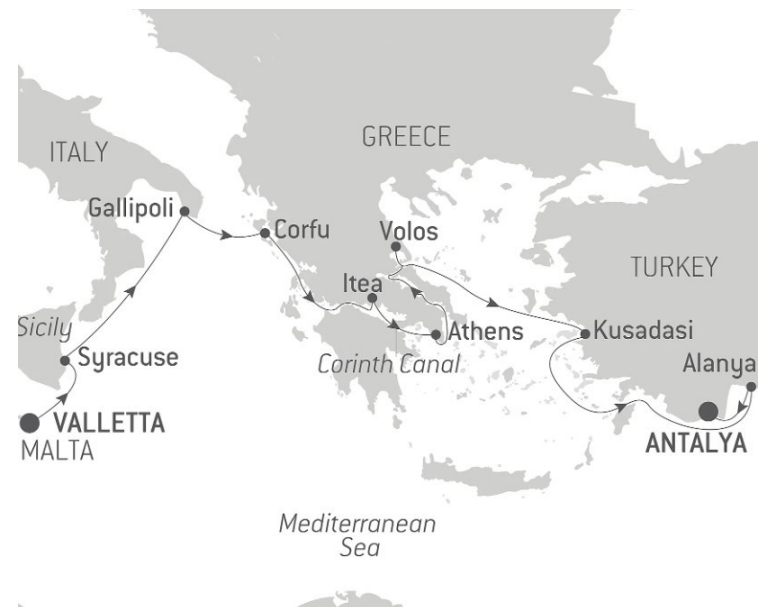 GREECE
ITALY
Gallipoli
Corfu
Volos
TURKEY
Itea
Sicily
Syracuse
Athens
Kusadasi
Corinth Canal
Alanya
VALLETTA
MALTA
ANTALYA
Mediterranean
Sea